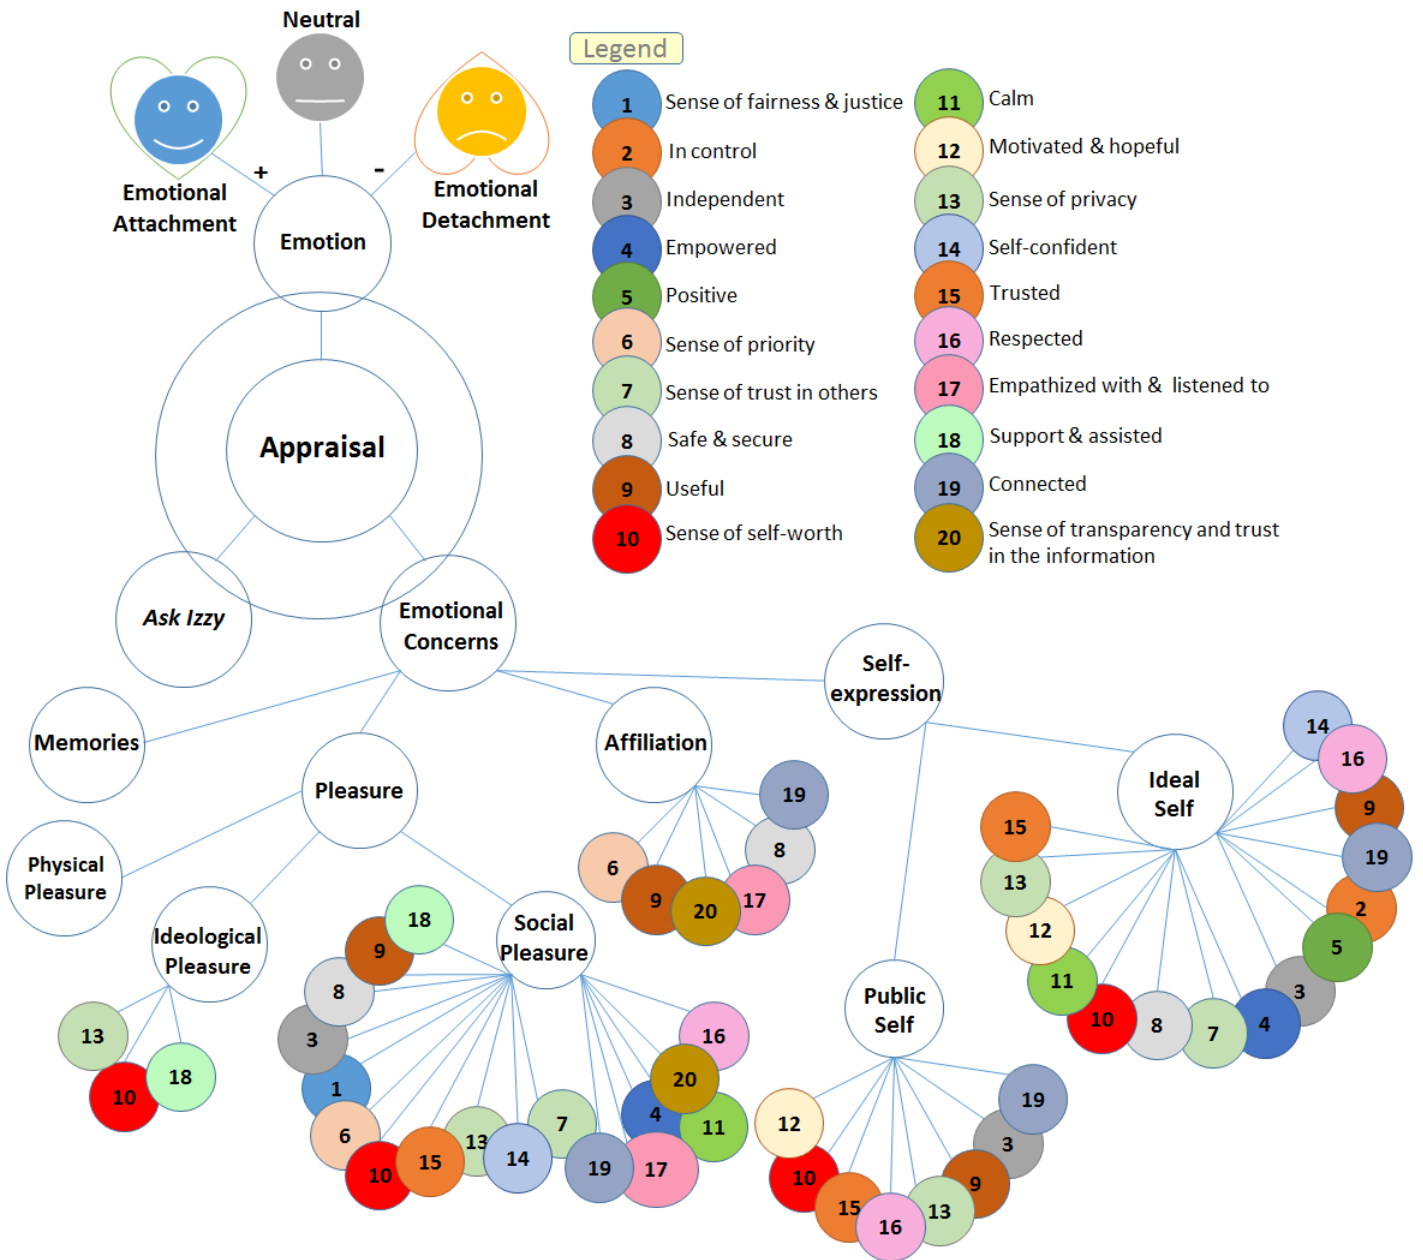 Neutral
Legend
+
-
Emotional
Attachment
Emotional
Detachment
Emotion
Appraisal
Ask Izzy
Emotional
Concerns
1 Sense of fairness & justice
2 In control
3 Independent
4 Empowered
5 Positive
6 Sense of priority
7 Sense of trust in others
8 Safe & secure
9 Useful
10 Sense of self-worth
11 Calm
12 Motivated & hopeful
13 Sense of privacy
14 Self-confident
15 Trusted
16 Respected
17 Empathized with & listened to
18 Support & assisted
19 Connected
20 Sense of transparency and trust
in the information
Memories
Pleasure
Affiliation
Self-
expression
Physical
Pleasure
Ideological
Pleasure
13
10
18
Social
Pleasure
18
9
8
3
1
6
10
15
13
14
7
19
17
4
11
20
16
6
9
20
17
8
19
Public
Self
12
10
15
16
13
9
3
19
Ideal
Self
15
13
12
11
10
8
7
4
3
5
2
19
9
16
14